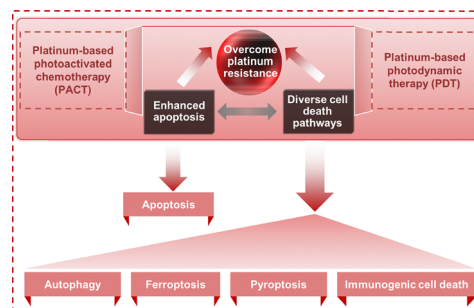 Platinum-based
photoactivated
chemotherapy (PACT)
Overcome
platinum
resistance
Platinum-based
photodynamic
therapy (PDT)
Enhanced
apoptosis
Diverse cell
death
pathways
Apoptosis
Autophagy
Ferroptosis
Pyroptosis
Immunogenic cell death